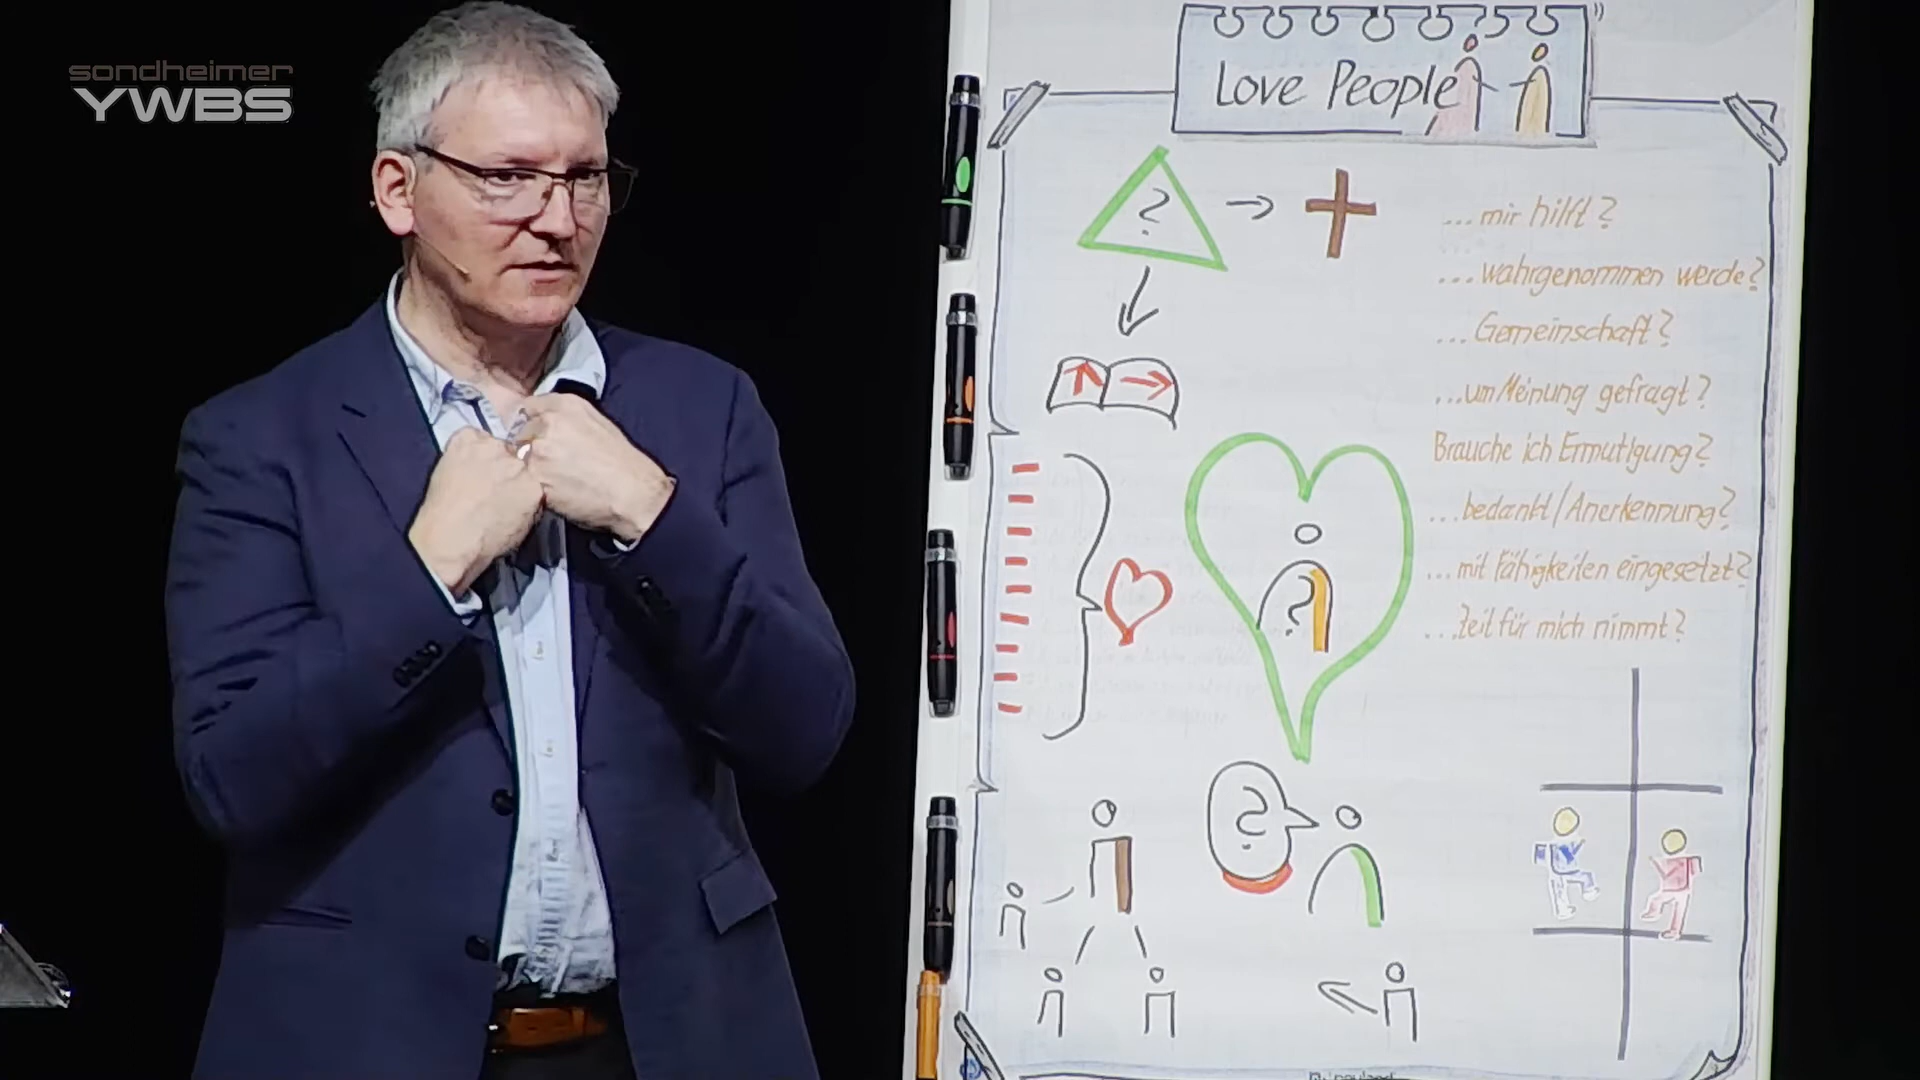 sondheimer
YWBS
Love People
?
...mir hilft?
...wahrgenommen werde?
...Gemeinschaft?
...um Meinung gefragt?
Brauche ich Ermutigung?
...bedankt/Anerkennung?
...mit Fähigkeiten eingesetzt?
...Zeit für mich nimmt?
?
?